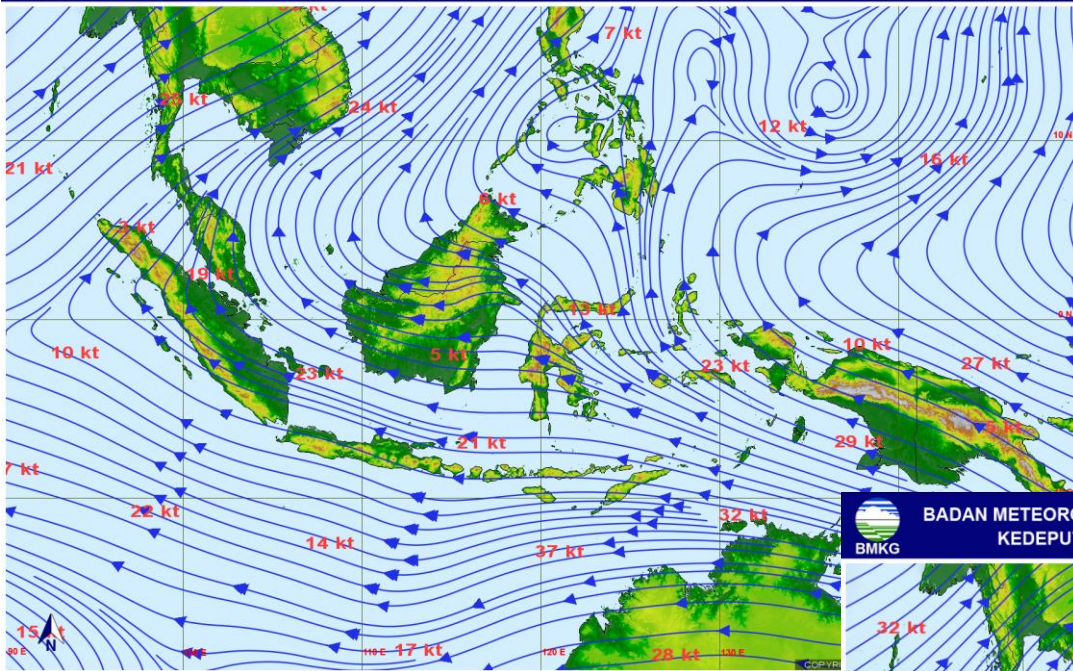 7 kt
25 kt
24 kt
12 kt
10 N
16 kt
21 kt
6 kt
3 kt
19 kt
13 kt
0 N
10 kt
5 kt
23 kt
23 kt
10 kt
27 kt
21 kt
29 kt
5 kt
7 kt
22 kt
14 kt
37 kt
32 kt
BMKG
BADAN METEORO
KEDEPUT
32 kt
N
90 E
110 E
17 kt
120 E
28 kt
130 E